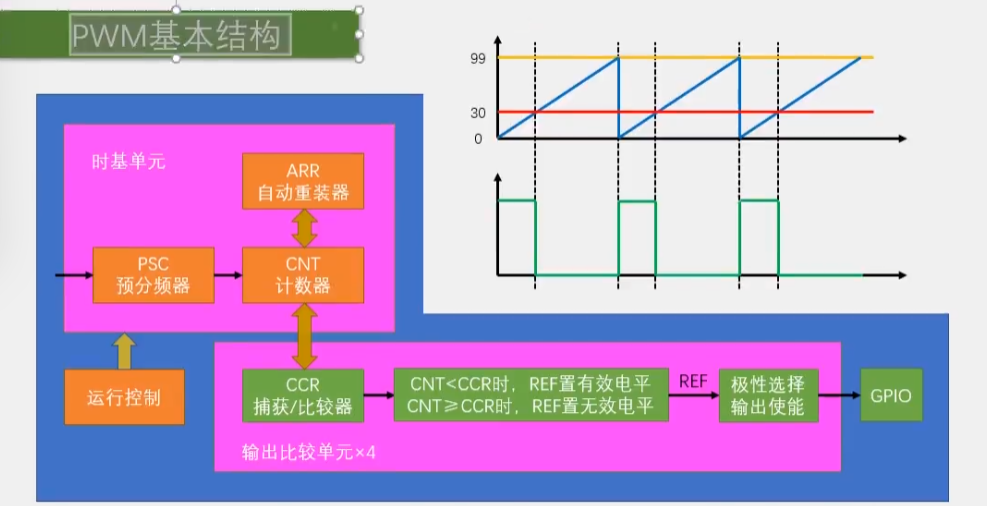 PWM基本结构
99
30
0
时基单元
ARR
自动重装器
PSC
预分频器
CNT
计数器
运行控制
CCR
捕获/比较器
CNT<CCR时，REF置有效电平
CNT≥CCR时，REF置无效电平
REF
极性选择
输出使能
GPIO
输出比较单元×4